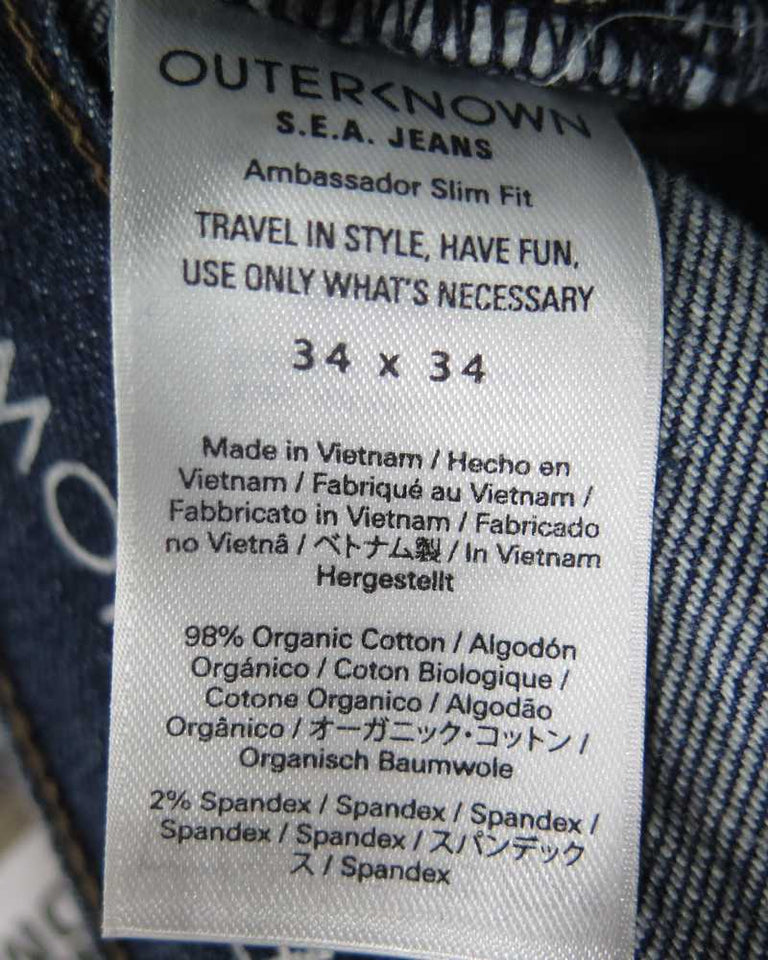 OUTERKNOWN
S.E.A. JEANS
Ambassador Slim Fit
TRAVEL IN STYLE, HAVE FUN,
USE ONLY WHAT'S NECESSARY
34 x 34
Made in Vietnam / Hecho en
Vietnam / Fabriqué au Vietnam /
Fabbricato in Vietnam / Fabricado
no Vietnã / ベトナム製 / In Vietnam
Hergestellt
98% Organic Cotton / Algodón
Orgánico / Coton Biologique /
Cotone Organico / Algodão
Orgânico / オーガニック・コットン /
Organisch Baumwole
2% Spandex / Spandex / Spandex /
Spandex / Spandex / スパンデック
ス / Spandex